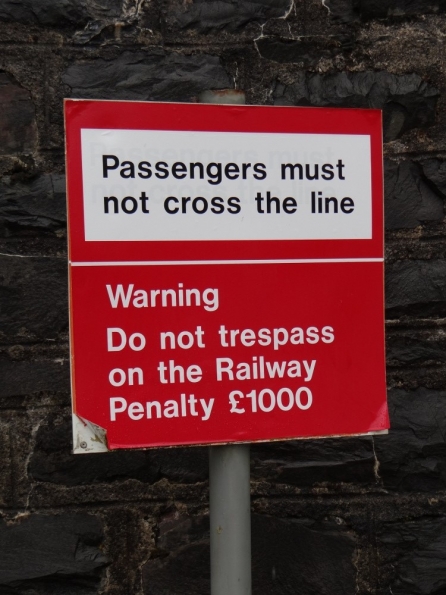 Passengers must
not cross the line
Warning
Do not trespass
on the Railway
Penalty £1000